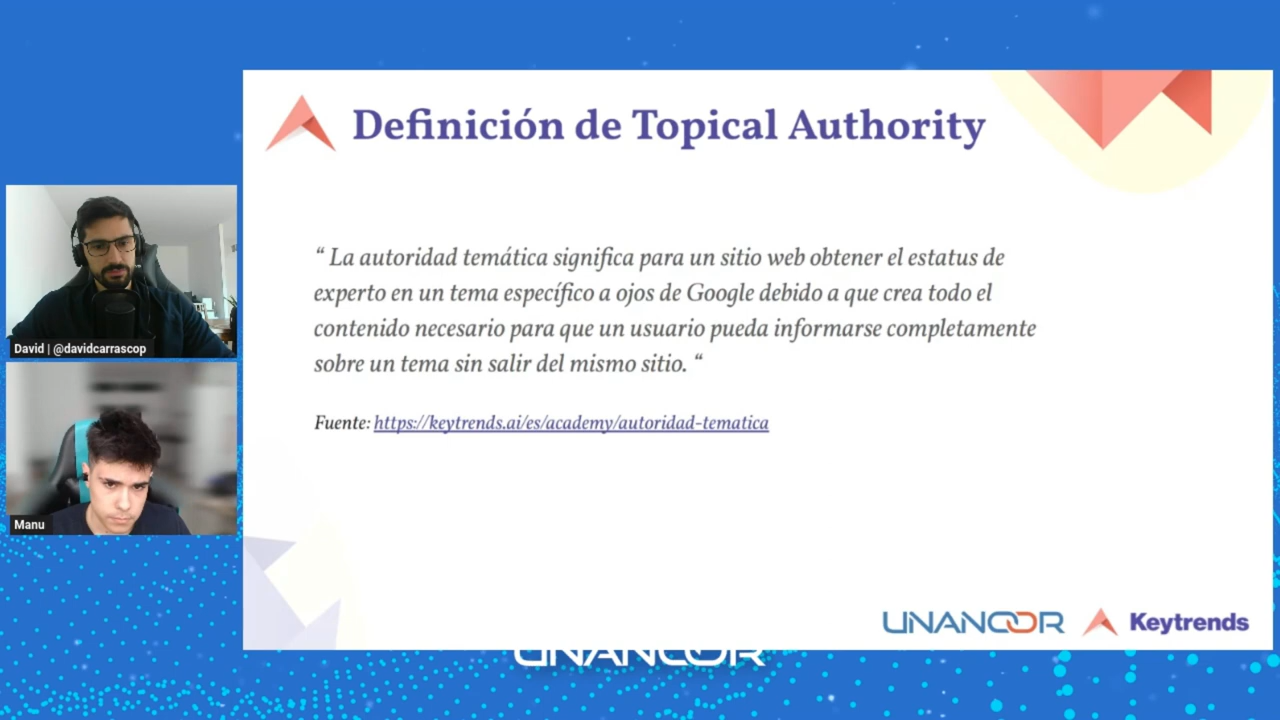 Definición de Topical Authority
“ La autoridad temática significa para un sitio web obtener el estatus de
experto en un tema específico a ojos de Google debido a que crea todo el
contenido necesario para que un usuario pueda informarse completamente
sobre un tema sin salir del mismo sitio. “
Fuente: https://keytrends.ai/es/academy/autoridad-tematica
David | @davidcarrascop
Manu
UNANCOR
Keytrends
UNANCOR